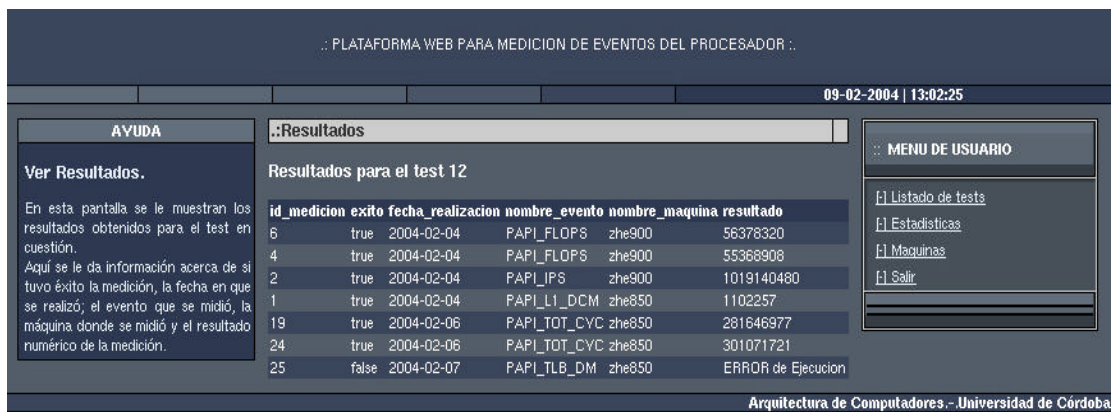 .: PLATAFORMA WEB PARA MEDICION DE EVENTOS DEL PROCESADOR :.
09-02-2004 | 13:02:25
AYUDA
Ver Resultados.
En esta pantalla se le muestran los
resultados obtenidos para el test en
cuestión.
Aquí se le da información acerca de si
tuvo éxito la medición, la fecha en que
se realizó; el evento que se midió, la
máquina donde se midió y el resultado
numérico de la medición.
.:Resultados
Resultados para el test 12
id_medicion exito fecha_realizacion nombre_evento nombre_maquina resultado
6 true 2004-02-04 PAPI_FLOPS zhe900 56378320
4 true 2004-02-04 PAPI_FLOPS zhe900 55368908
2 true 2004-02-04 PAPI_IPS zhe900 1019140480
1 true 2004-02-04 PAPI_L1_DCM zhe850 1102257
19 true 2004-02-06 PAPI_TOT_CYC zhe850 281646977
24 true 2004-02-06 PAPI_TOT_CYC zhe850 301071721
25 false 2004-02-07 PAPI_TLB_DM zhe850 ERROR de Ejecucion
:: MENU DE USUARIO
[-] Listado de tests
[-] Estadisticas
[-] Maquinas
[-] Salir
Arquitectura de Computadores.-.Universidad de Córdoba